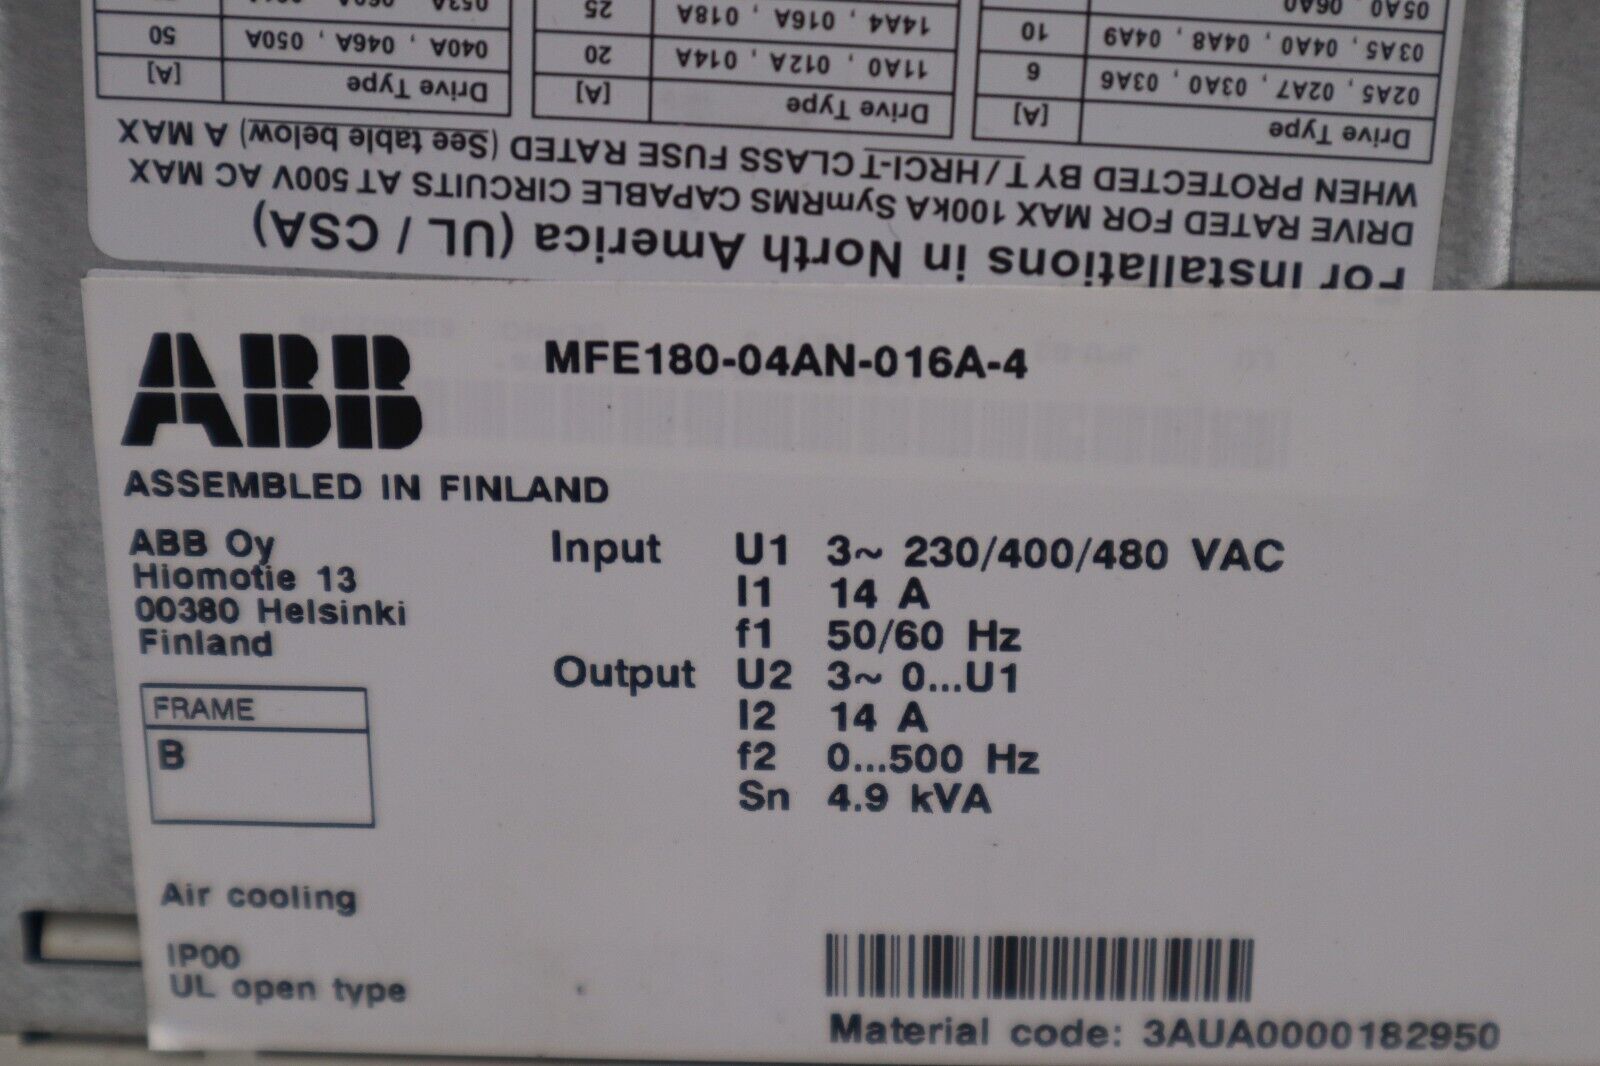 ABB
MFE180-04AN-016A-4
ASSEMBLED IN FINLAND
ABB Oy
Hiomotie 13
00380 Helsinki
Finland
FRAME
B
Air cooling
IP00
UL open type
Input U1 3~ 230/400/480 VAC
I1 14 A
f1 50/60 Hz
Output U2 3~ 0...U1
I2 14 A
f2 0...500 Hz
Sn 4.9 kVA
Material code: 3AUA0000182950
For Installations in North America (UL / CSA)
DRIVE RATED FOR MAX 100kA SymRMS CAPABLE CIRCUITS AT 500V AC MAX
WHEN PROTECTED BY T / HRCI-T CLASS FUSE RATED (See table below) A MAX
Drive Type [A]
02A5, 02A7, 03A0, 03A6 6
03A5, 04A0, 04A8, 04A9 10
05A0, 06A0
Drive Type [A]
11A0, 012A, 014A 20
14A4, 016A, 018A 25
Drive Type [A]
040A, 046A, 050A 50
053A